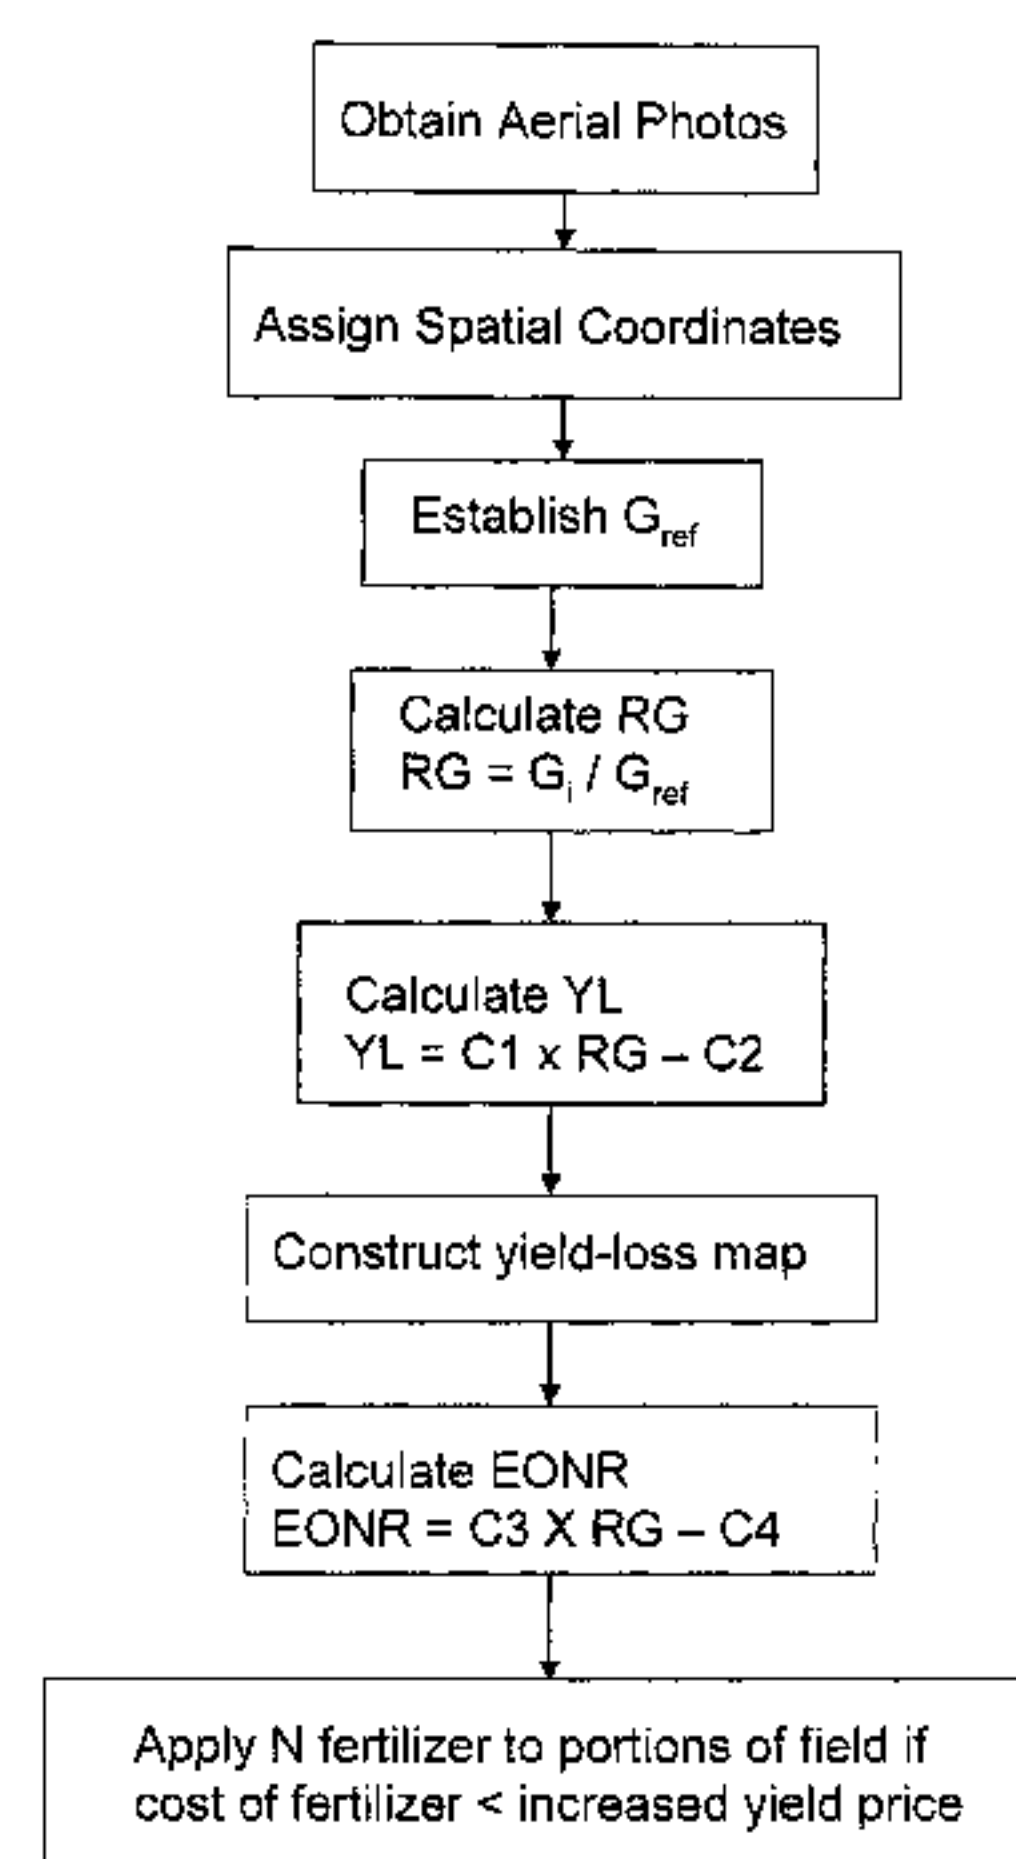 Obtain Aerial Photos
Assign Spatial Coordinates
Establish G_ref
Calculate RG
RG = G_i / G_ref
Calculate YL
YL = C1 x RG – C2
Construct yield-loss map
Calculate EONR
EONR = C3 X RG – C4
Apply N fertilizer to portions of field if
cost of fertilizer < increased yield price